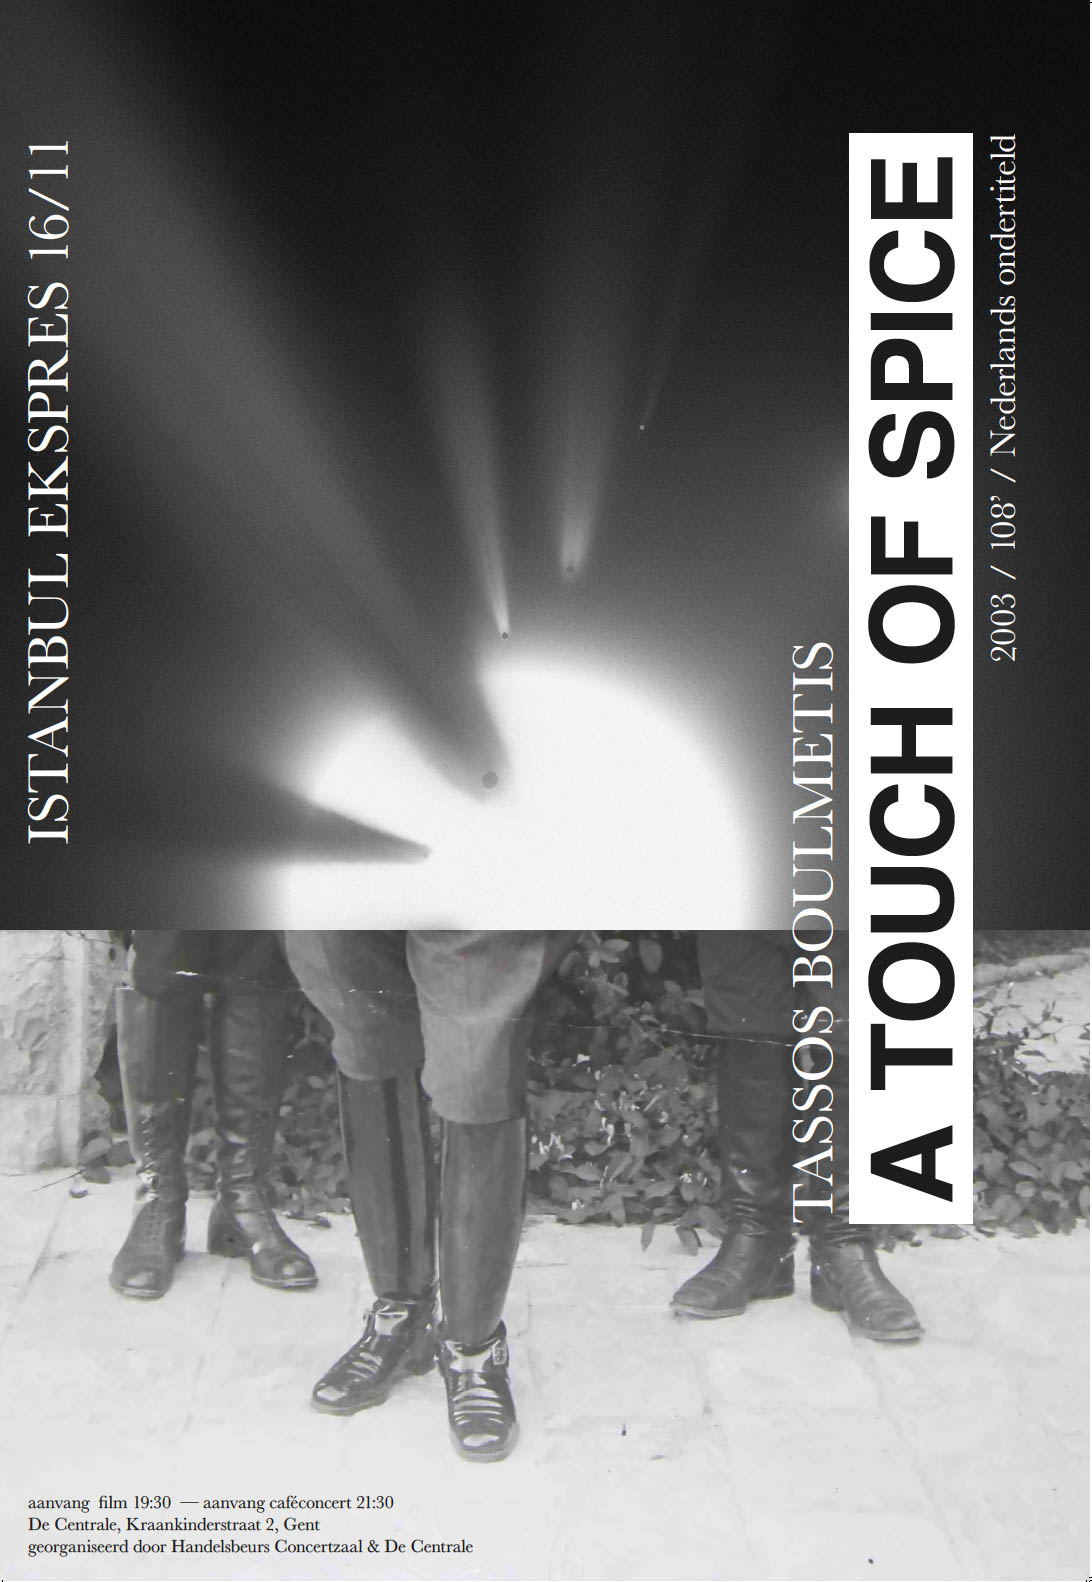 ISTANBUL EKSPRES 16/11
TASSOS BOULMETIS
A TOUCH OF SPICE
2003 / 108’ / Nederlands ondertiteld
aanvang film 19:30 — aanvang caféconcert 21:30
De Centrale, Kraankinderstraat 2, Gent
georganiseerd door Handelsbeurs Concertzaal & De Centrale